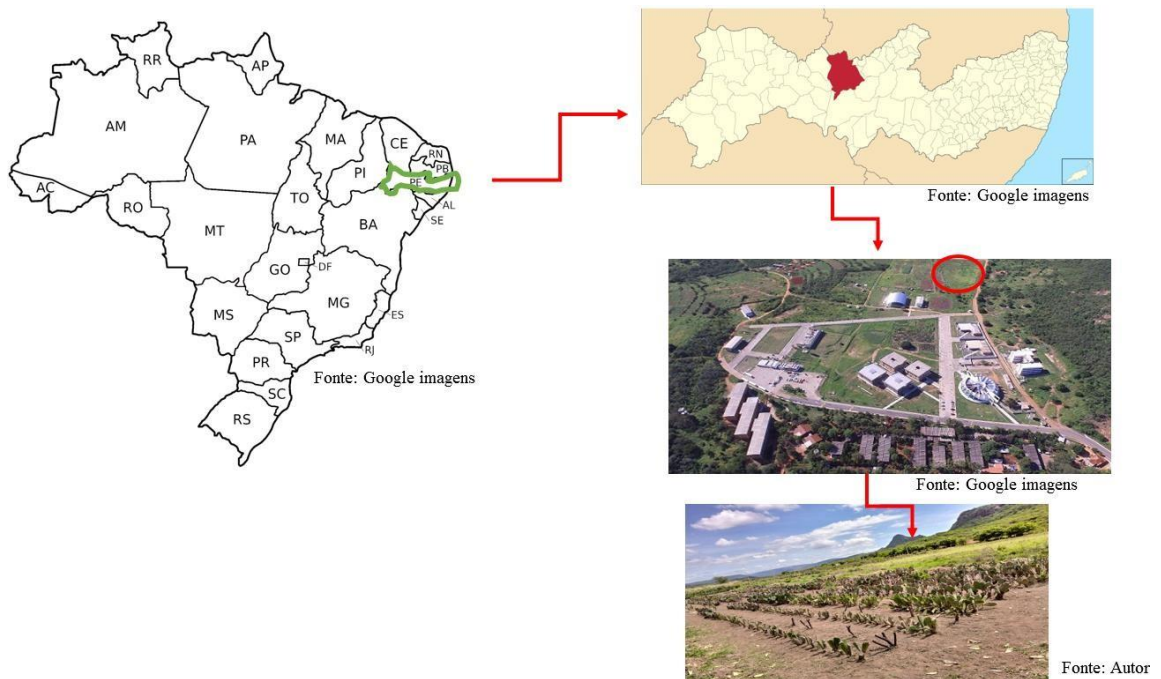 RR
AP
AM
PA
MA
CE
RN
PB
PI
PE
AC
TO
AL
RO
SE
BA
MT
GO
DF
MG
MS
ES
SP
RJ
PR
SC
RS
Fonte: Google imagens
Fonte: Google imagens
Fonte: Google imagens
Fonte: Autor